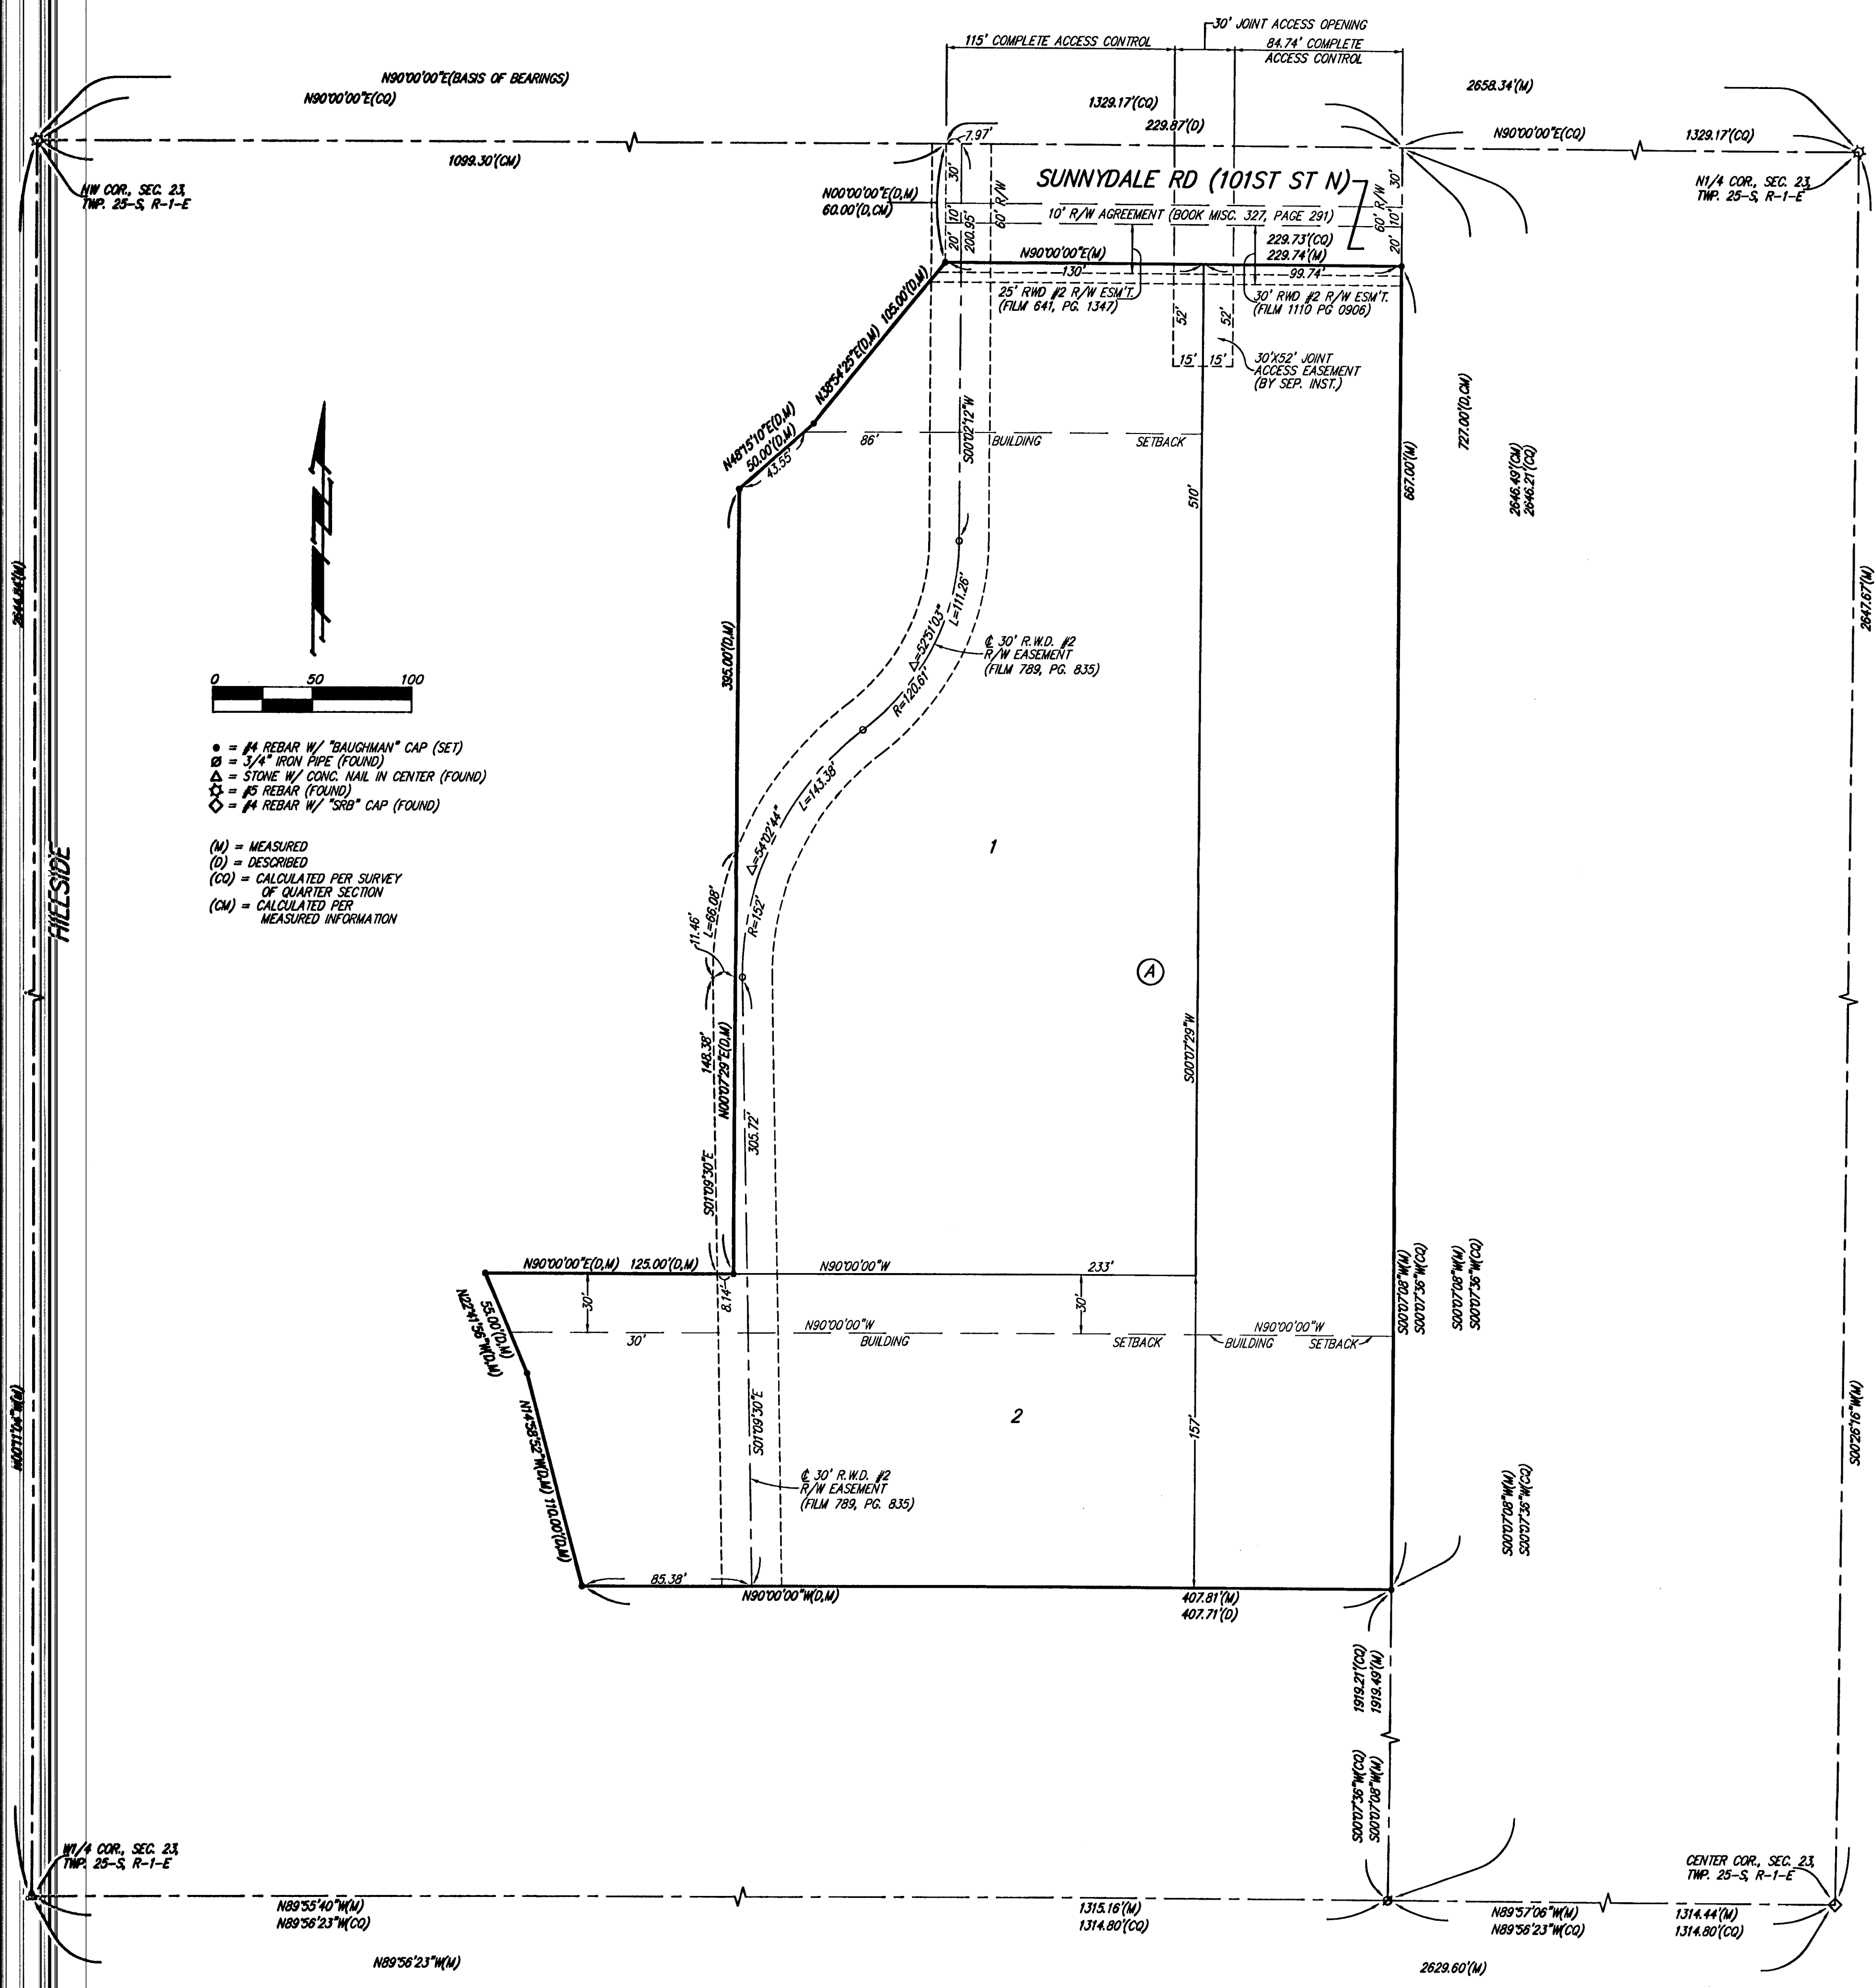 30' JOINT ACCESS OPENING
115' COMPLETE ACCESS CONTROL
84.74' COMPLETE
ACCESS CONTROL
N90°00'00"E(BASIS OF BEARINGS)
N90°00'00"E(CQ)
2658.34'(M)
1329.17'(CQ)
229.87'(D)
7.97'
N90°00'00"E(CQ)
1329.17'(CQ)
1099.30'(CM)
NW COR., SEC. 23,
TWP. 25-S, R-1-E
N1/4 COR., SEC. 23,
TWP. 25-S, R-1-E
SUNNYDALE RD (101ST ST N)
N00°00'00"E(D,M)
60.00'(D,CM)
30'
10'
20'
200.95'
60' R/W
10' R/W AGREEMENT (BOOK MISC. 327, PAGE 291)
60' R/W
30'
10'
20'
229.73'(CQ)
229.74'(M)
N90°00'00"E(M)
130'
99.74'
25' RWD #2 R/W ESM'T.
(FILM 641, PG. 1347)
30' RWD #2 R/W ESM'T.
(FILM 1110 PG 0906)
52'
52'
15'
15'
30'X52' JOINT
ACCESS EASEMENT
(BY SEP. INST.)
N38°54'25"E(D,M) 105.00'(D,M)
N48°15'10"E(D,M)
50.00'(D,M)
43.55'
86'
BUILDING
SETBACK
S00°02'12"W
510'
667.00'(M)
727.00'(D,CM)
2646.49'(CM)
2646.21'(CQ)
2644.84'(M)
2647.67'(M)
395.00'(D,M)
L=111.26'
Δ=52°51'03"
R=120.61'
℄ 30' R.W.D. #2
R/W EASEMENT
(FILM 789, PG. 835)
0 50 100
● = #4 REBAR W/ "BAUGHMAN" CAP (SET)
Ø = 3/4" IRON PIPE (FOUND)
△ = STONE W/ CONC. NAIL IN CENTER (FOUND)
= #5 REBAR (FOUND)
◇ = #4 REBAR W/ "SRB" CAP (FOUND)
(M) = MEASURED
(D) = DESCRIBED
(CQ) = CALCULATED PER SURVEY
OF QUARTER SECTION
(CM) = CALCULATED PER
MEASURED INFORMATION
HILLSIDE
L=143.38'
Δ=54°02'44"
R=152'
1
A
11.46'
L=66.08'
148.38'
N00°07'29"E(D,M)
305.72'
S01°09'30"E
S00°07'29"W
N90°00'00"E(D,M) 125.00'(D,M)
N90°00'00"W
233'
8.14'
30'
30'
N22°41'56"W(D,M)
55.00'(D,M)
30'
N90°00'00"W
BUILDING
SETBACK
N90°00'00"W
BUILDING
SETBACK
S00°07'08"W(M)
S00°07'36"W(CQ)
S00°07'08"W(M)
S00°07'36"W(CQ)
N00°11'04"W(M)
N14°58'52"W(D,M) 110.00'(D,M)
S01°09'30"E
2
157'
℄ 30' R.W.D. #2
R/W EASEMENT
(FILM 789, PG. 835)
S00°26'16"W(M)
S00°07'08"W(M)
S00°07'36"W(CQ)
85.38'
N90°00'00"W(D,M)
407.81'(M)
407.71'(D)
1919.21'(CQ)
1919.49'(M)
S00°07'36"W(CQ)
S00°07'08"W(M)
W1/4 COR., SEC. 23,
TWP. 25-S, R-1-E
CENTER COR., SEC. 23,
TWP. 25-S, R-1-E
N89°55'40"W(M)
N89°56'23"W(CQ)
1315.16'(M)
1314.80'(CQ)
N89°57'06"W(M)
N89°56'23"W(CQ)
1314.44'(M)
1314.80'(CQ)
N89°56'23"W(M)
2629.60'(M)